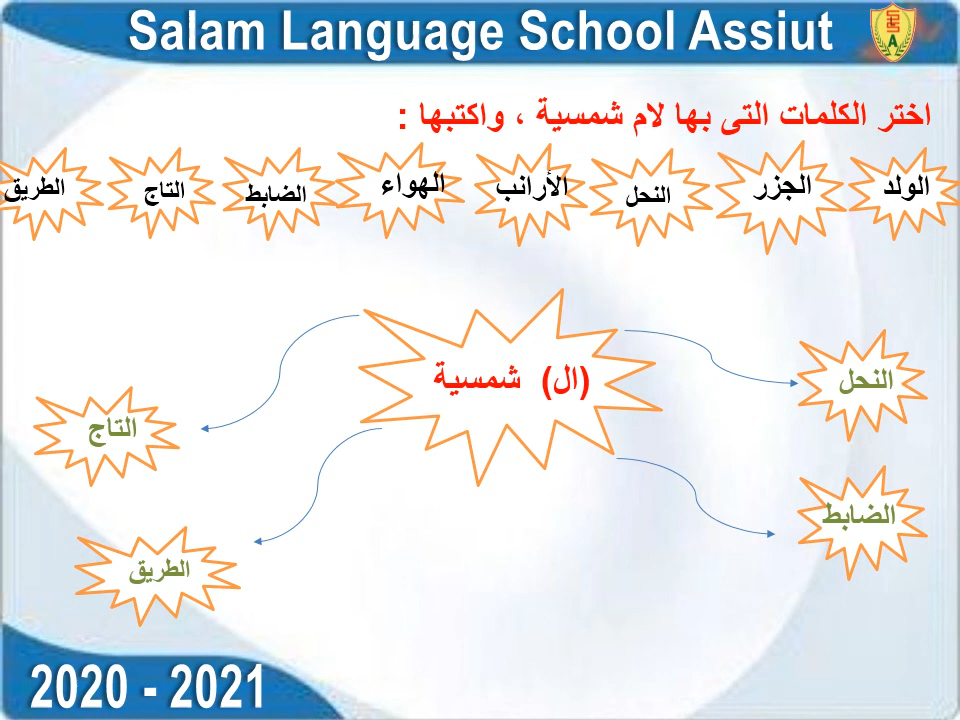 Salam Language School Assiut
اختر الكلمات التى بها لام شمسية ، واكتبها :
الولد
الجزر
النحل
الأرانب
الهواء
الضابط
التاج
الطريق
(ال) شمسية
النحل
التاج
الضابط
الطريق
2020 - 2021